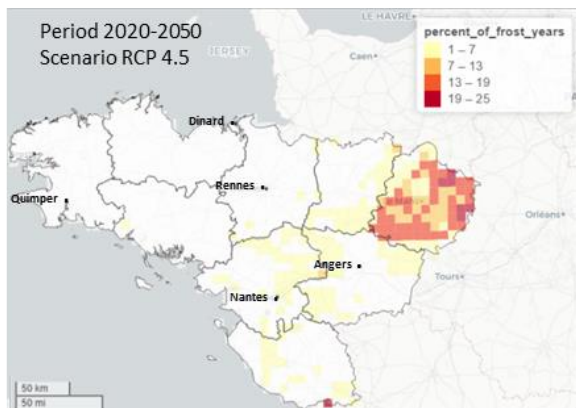 Period 2020-2050
Scenario RCP 4.5
LE HAVRE
JERSEY
Caen
percent_of_frost_years
1 – 7
7 – 13
13 – 19
19 – 25
Dinard
Rennes
Quimper
Orléans
Angers
Tours
Nantes
50 km
50 mi